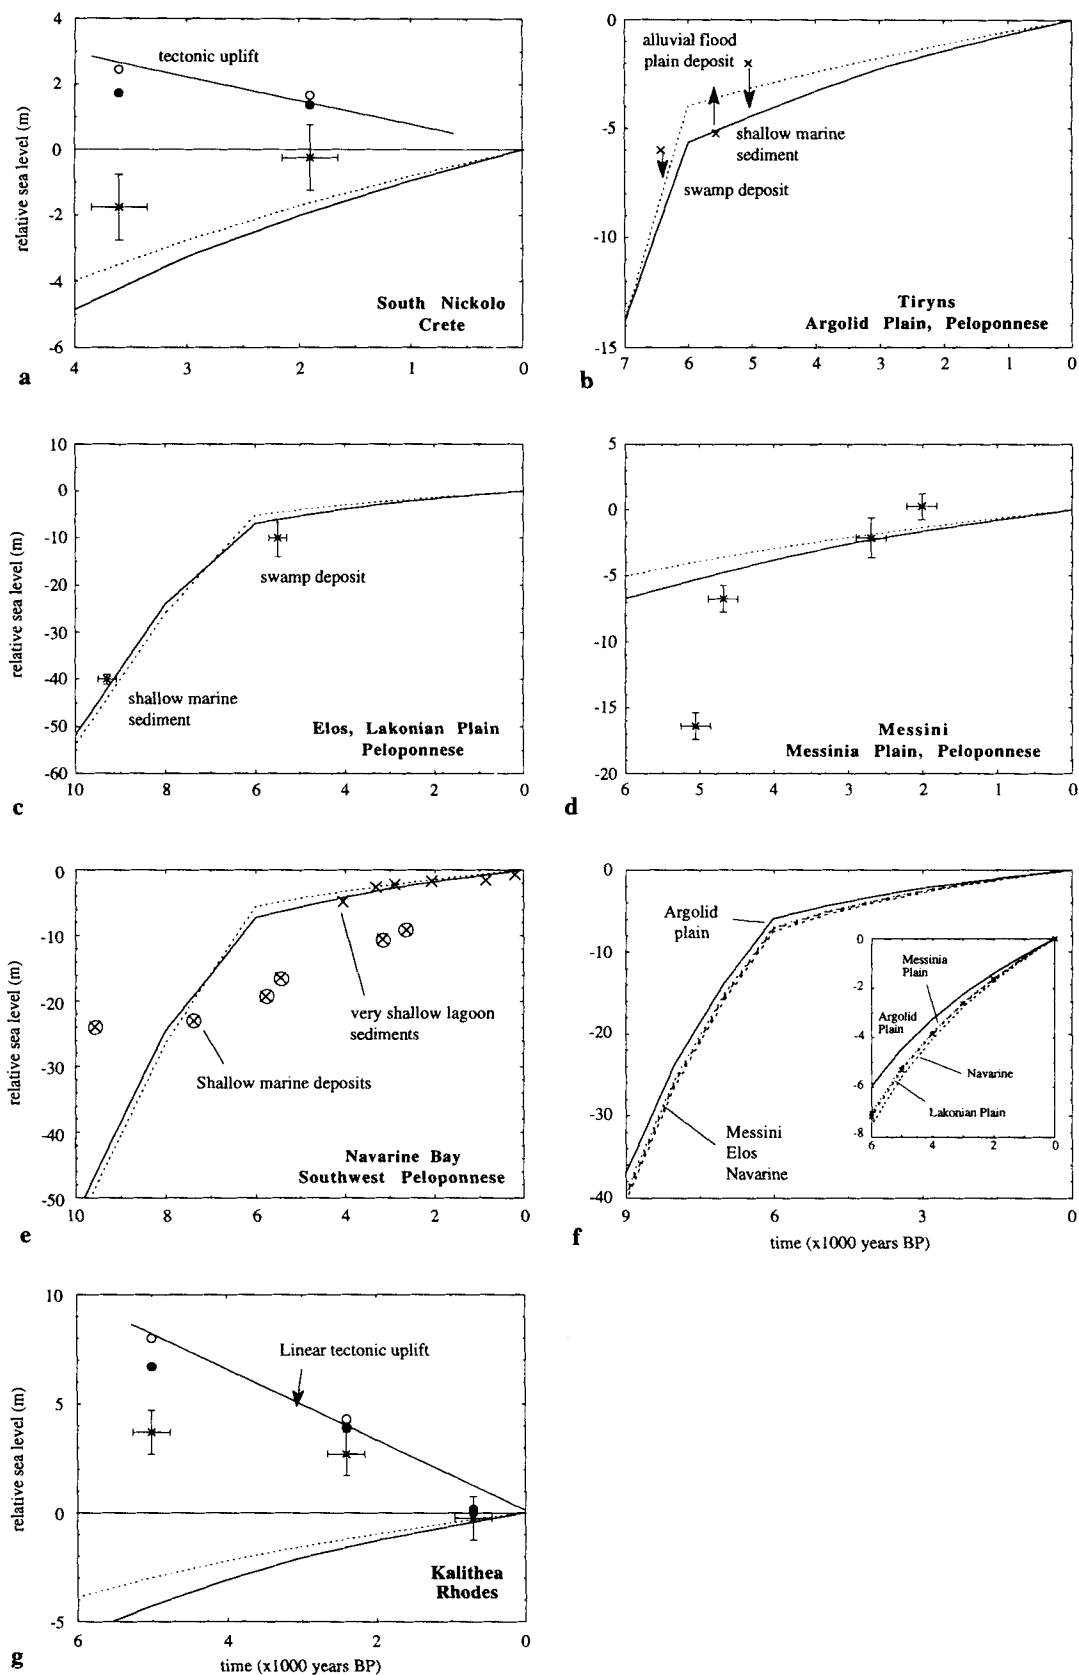 4
2
0
-2
-4
-6
relative sea level (m)
tectonic uplift
South Nickolo
Crete
4
3
2
1
0
a
0
-5
-10
-15
alluvial flood
plain deposit
shallow marine
sediment
swamp deposit
Tiryns
Argolid Plain, Peloponnese
7
6
5
4
3
2
1
0
b
10
0
-10
-20
-30
-40
-50
-60
relative sea level (m)
swamp deposit
shallow marine
sediment
Elos, Lakonian Plain
Peloponnese
10
8
6
4
2
0
c
5
0
-5
-10
-15
-20
Messini
Messinia Plain, Peloponnese
6
5
4
3
2
1
0
d
0
-10
-20
-30
-40
-50
relative sea level (m)
very shallow lagoon
sediments
Shallow marine deposits
Navarine Bay
Southwest Peloponnese
10
8
6
4
2
0
e
0
-10
-20
-30
-40
Argolid
plain
Messini
Elos
Navarine
0
-2
-4
-6
-8
Messinia
Plain
Argolid
Plain
Navarine
Lakonian Plain
6
4
2
0
9
6
3
0
f
time (x1000 years BP)
10
5
0
-5
relative sea level (m)
Linear tectonic uplift
Kalithea
Rhodes
6
4
2
0
g
time (x1000 years BP)